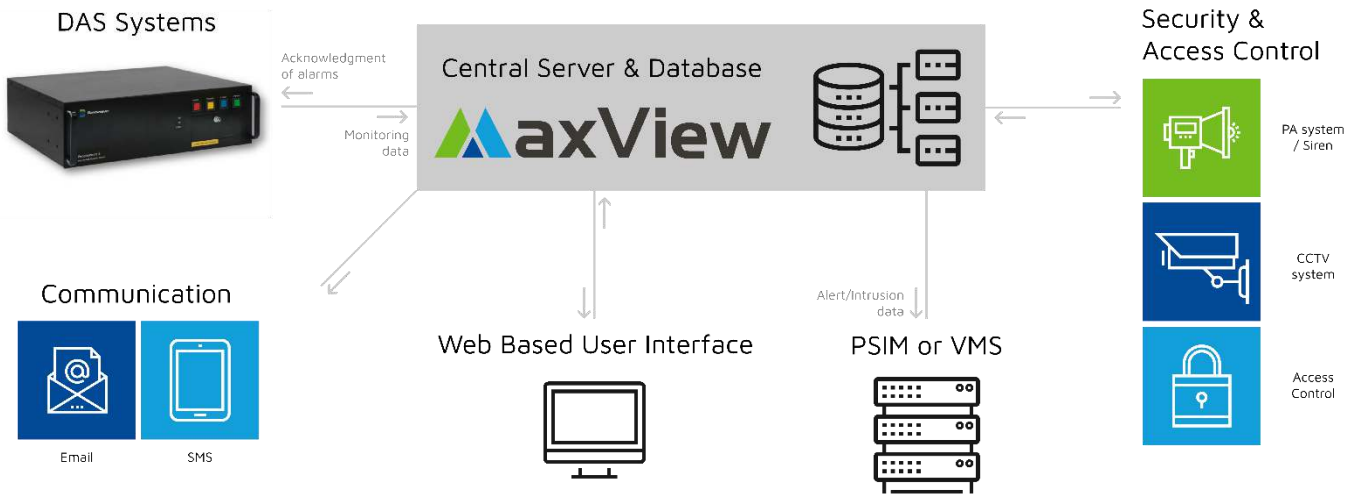 DAS Systems
Acknowledgment
of alarms
Monitoring
data
Central Server & Database
MaxView
Security &
Access Control
PA system
/ Siren
CCTV
system
Access
Control
Communication
Email
SMS
Web Based User Interface
Alert/Intrusion
data
PSIM or VMS